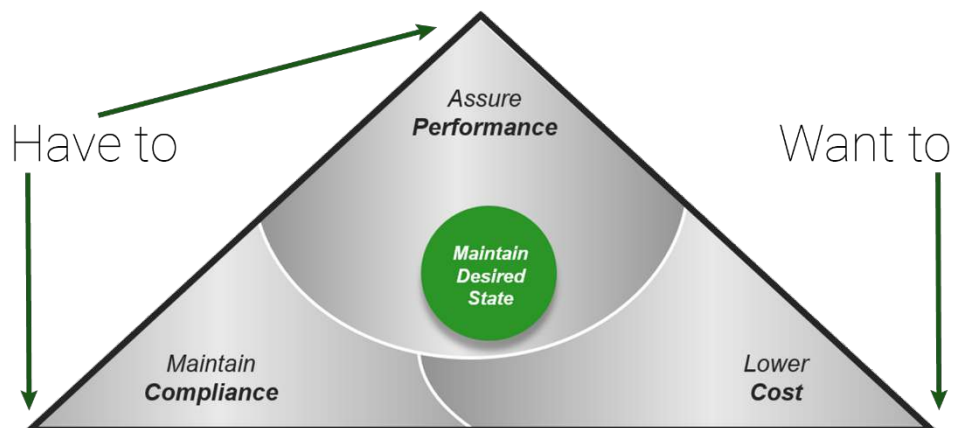 Assure
Performance
Have to
Want to
Maintain
Desired
State
Maintain
Compliance
Lower
Cost